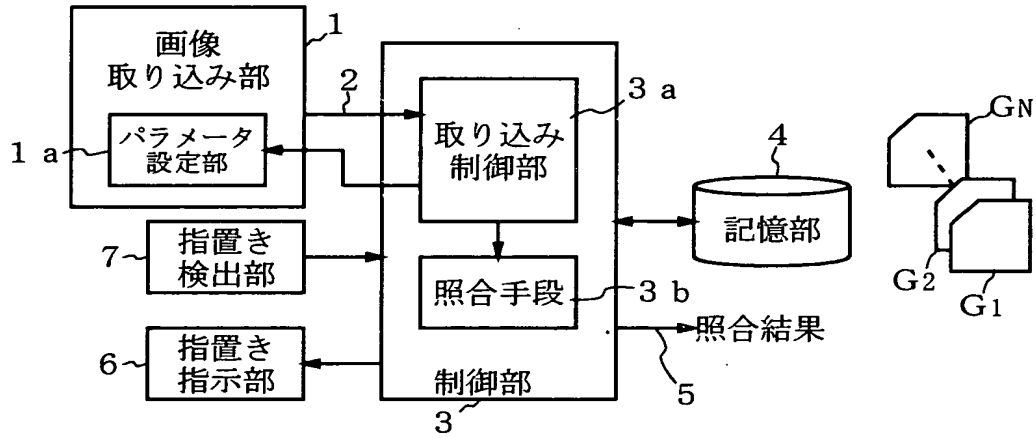 画像
取り込み部
1
パラメータ
設定部
1a
2
取り込み
制御部
3a
照合手段
3b
制御部
3
4
記憶部
5
照合結果
指置き
検出部
7
指置き
指示部
6
GN
G2
G1